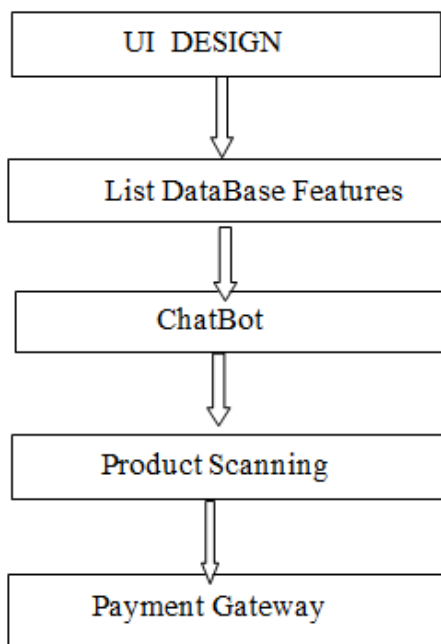 UI DESIGN
List DataBase Features
ChatBot
Product Scanning
Payment Gateway